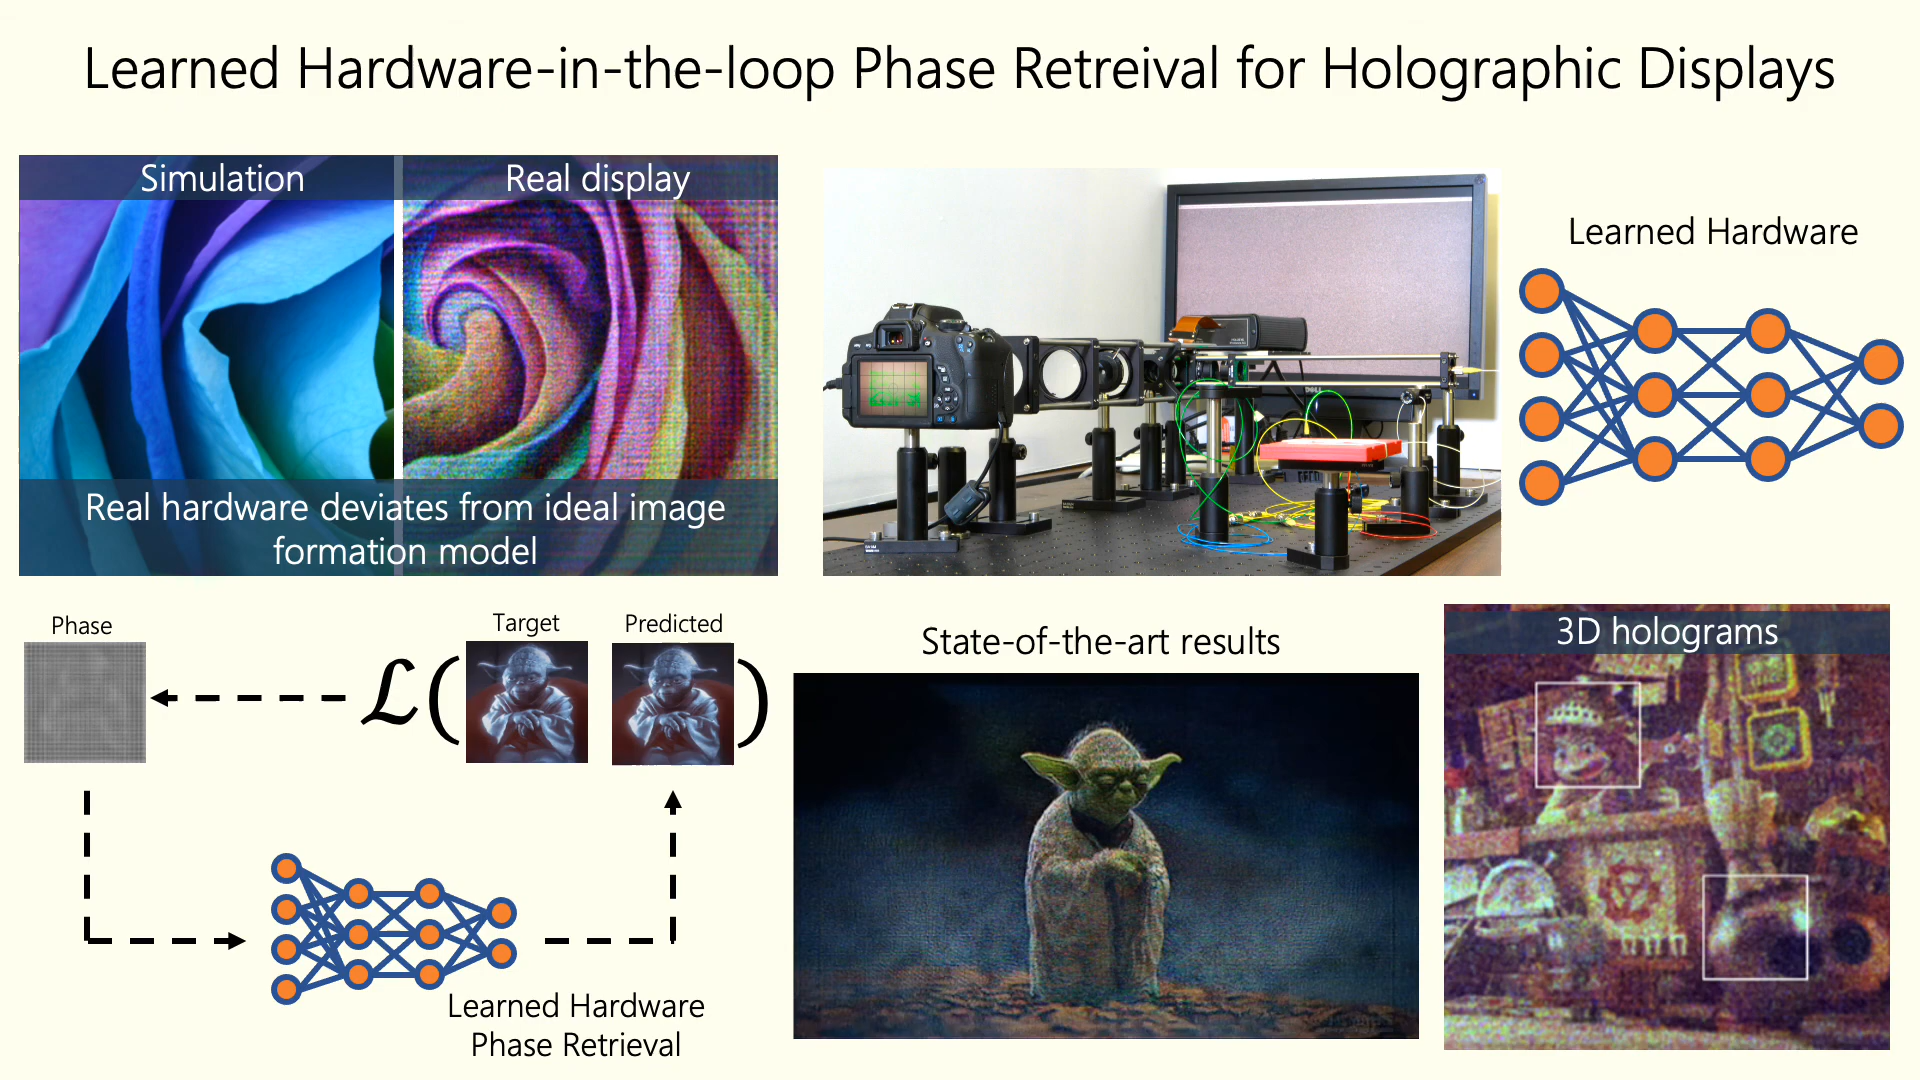 Learned Hardware-in-the-loop Phase Retreival for Holographic Displays
Simulation
Real display
Real hardware deviates from ideal image
formation model
DELL
Learned Hardware
Phase
Target
Predicted
ℒ( )
Learned Hardware
Phase Retrieval
State-of-the-art results
3D holograms